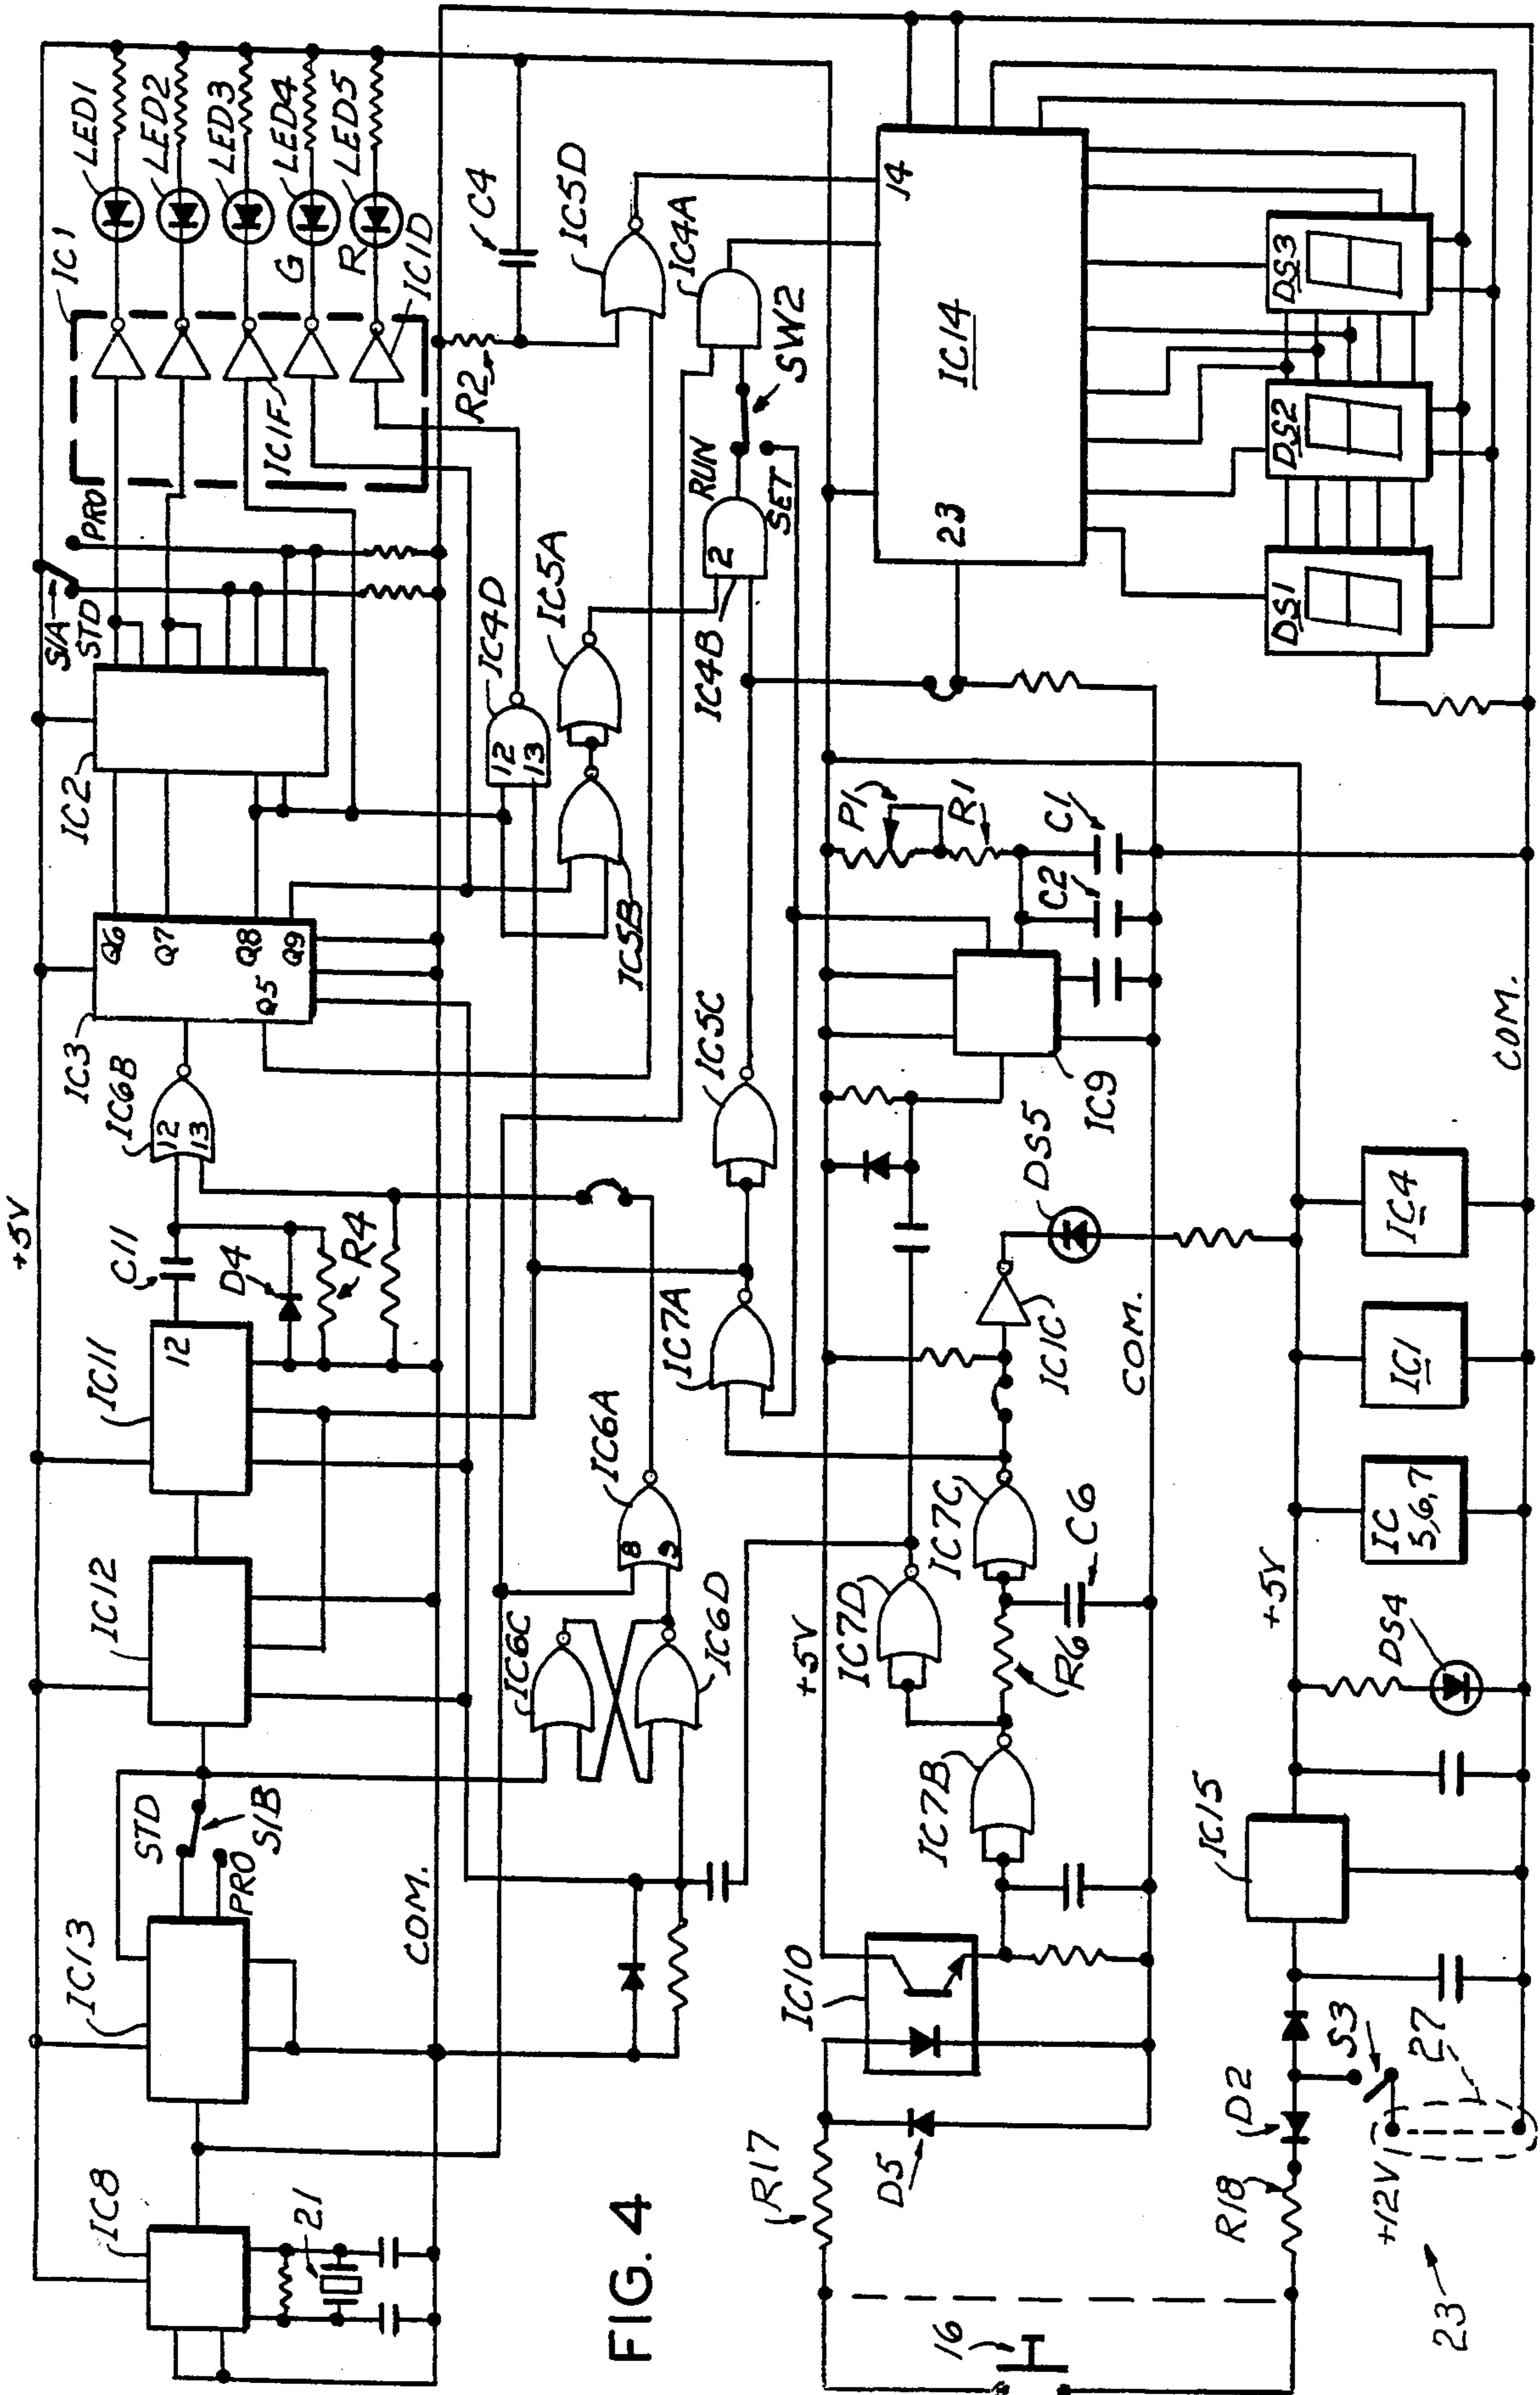 +5V
IC8
21
IC13
STD
PRO
S1B
IC12
IC11
12
C11
D4
R4
IC6B
12
13
IC3
Q6
Q7
Q8
Q9
Q5
IC2
S1A
STD
PRO
IC1
IC1F
IC1D
LED1
LED2
LED3
LED4
LED5
G
R
COM.
IC6C
IC6D
IC6A
8
9
IC7A
IC5C
IC5B
IC5A
IC4D
12
13
IC4B
2
RUN
SET
SW2
R2
C4
IC5D
IC4A
FIG. 4
R17
D5
IC10
+5V
IC7B
IC7D
R6
IC7C
C6
IC1C
DS5
COM.
IC9
C2
C1
R1
P1
23
14
IC14
DS1
DS2
DS3
16
R18
D2
+12V
S3
27
23
IC15
DS4
+5V
IC
5,6,7
IC1
IC4
COM.